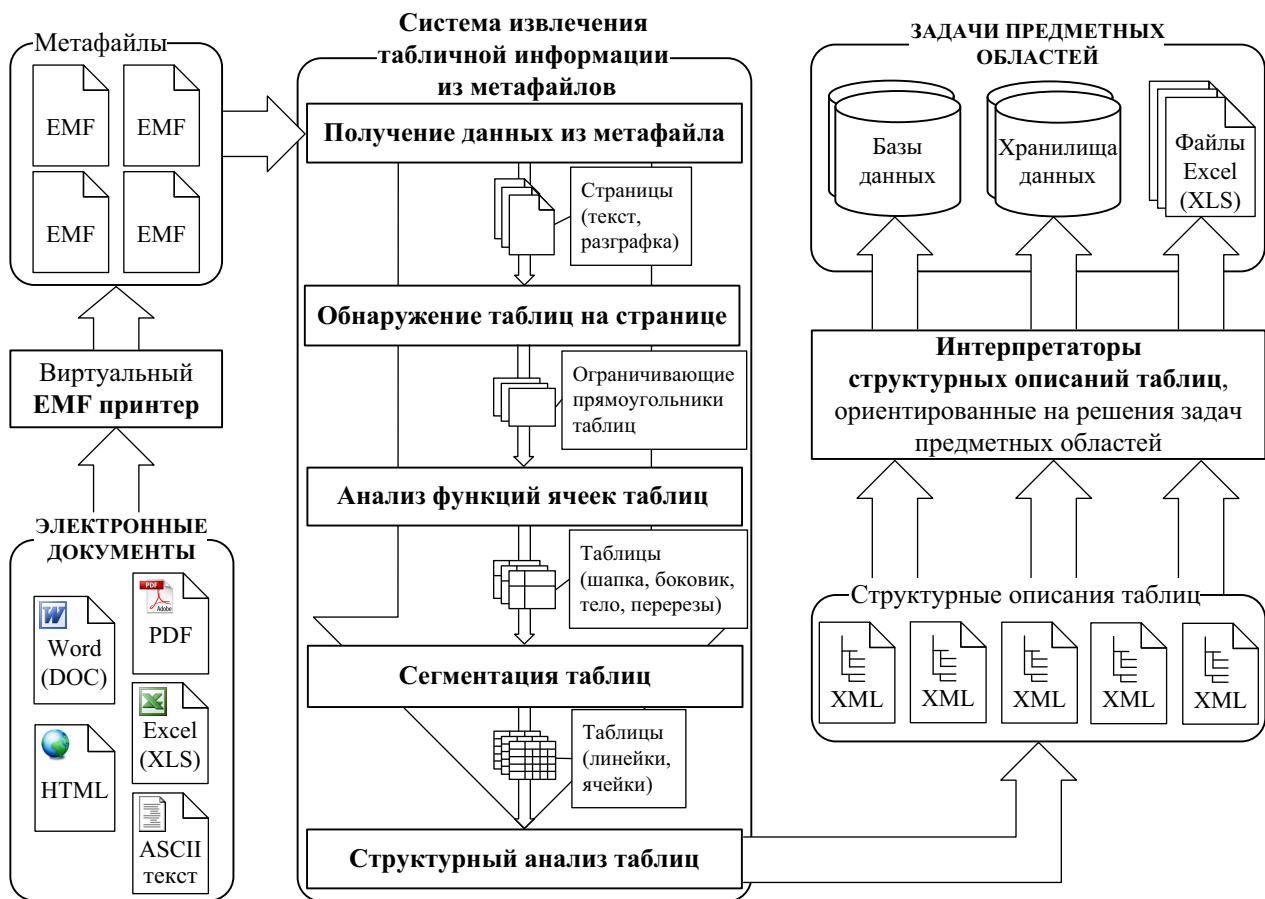 Метафайлы
EMF
EMF
EMF
EMF
Виртуальный
EMF принтер
ЭЛЕКТРОННЫЕ
ДОКУМЕНТЫ
Word
(DOC)
PDF
Adobe
PDF
HTML
Excel
(XLS)
ASCII
текст
Система извлечения
табличной информации
из метафайлов
Получение данных из метафайла
Страницы
(текст,
разграфка)
Обнаружение таблиц на странице
Ограничивающие
прямоугольники
таблиц
Анализ функций ячеек таблиц
Таблицы
(шапка, боковик,
тело, перерезы)
Сегментация таблиц
Таблицы
(линейки,
ячейки)
Структурный анализ таблиц
ЗАДАЧИ ПРЕДМЕТНЫХ
ОБЛАСТЕЙ
Базы
данных
Хранилища
данных
Файлы
Excel
(XLS)
Интерпретаторы
структурных описаний таблиц,
ориентированные на решения задач
предметных областей
Структурные описания таблиц
XML
XML
XML
XML
XML